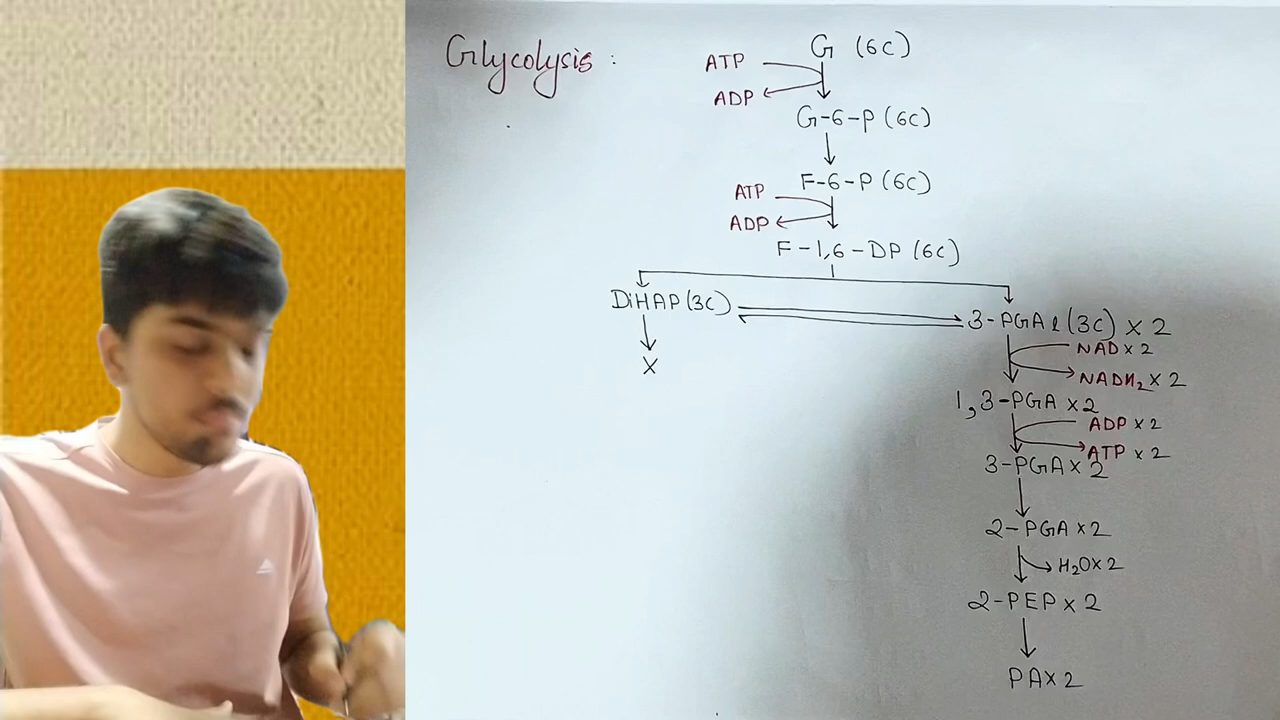 Glycolysis :
G (6C)
ATP
ADP
G-6-P (6C)
F-6-P (6C)
ATP
ADP
F-1,6-DP (6C)
DiHAP (3C)
3-PGAl (3C) x 2
X
NAD x 2
NADH₂ x 2
1,3-PGA x 2
ADP x 2
ATP x 2
3-PGA x 2
2-PGA x 2
H₂O x 2
2-PEP x 2
PA x 2